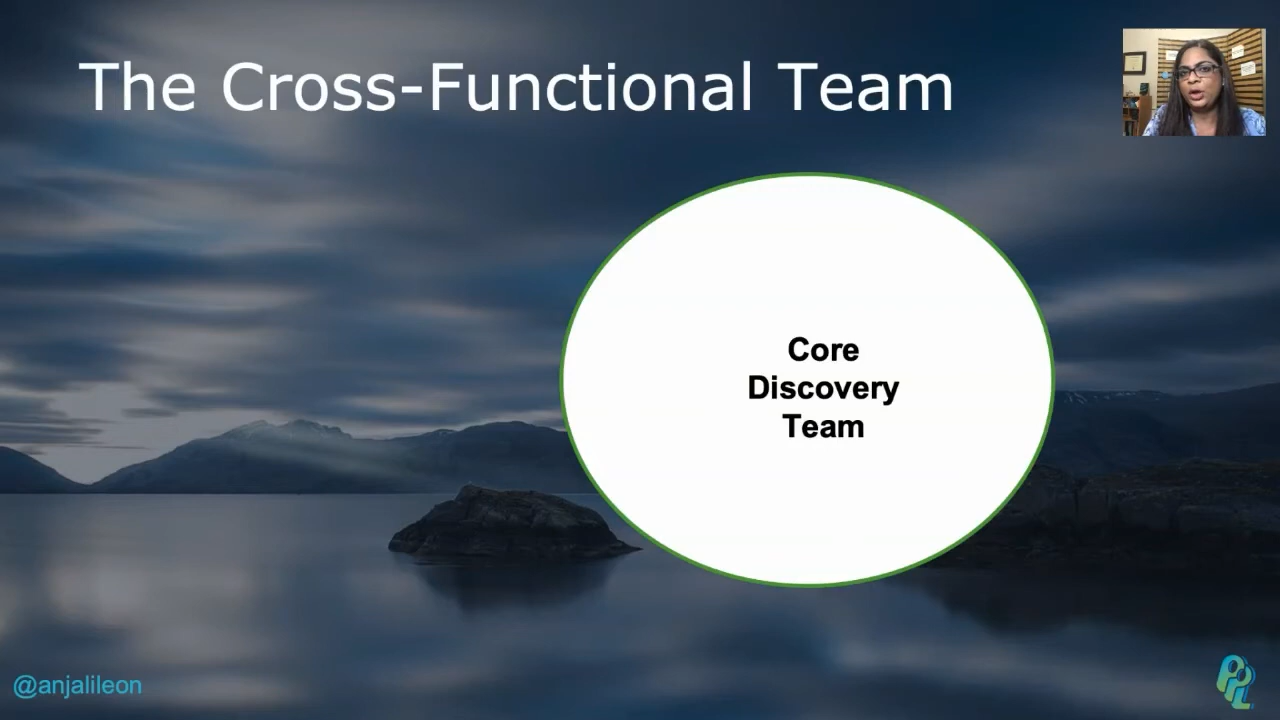 The Cross-Functional Team
Core
Discovery
Team
@anjalileon